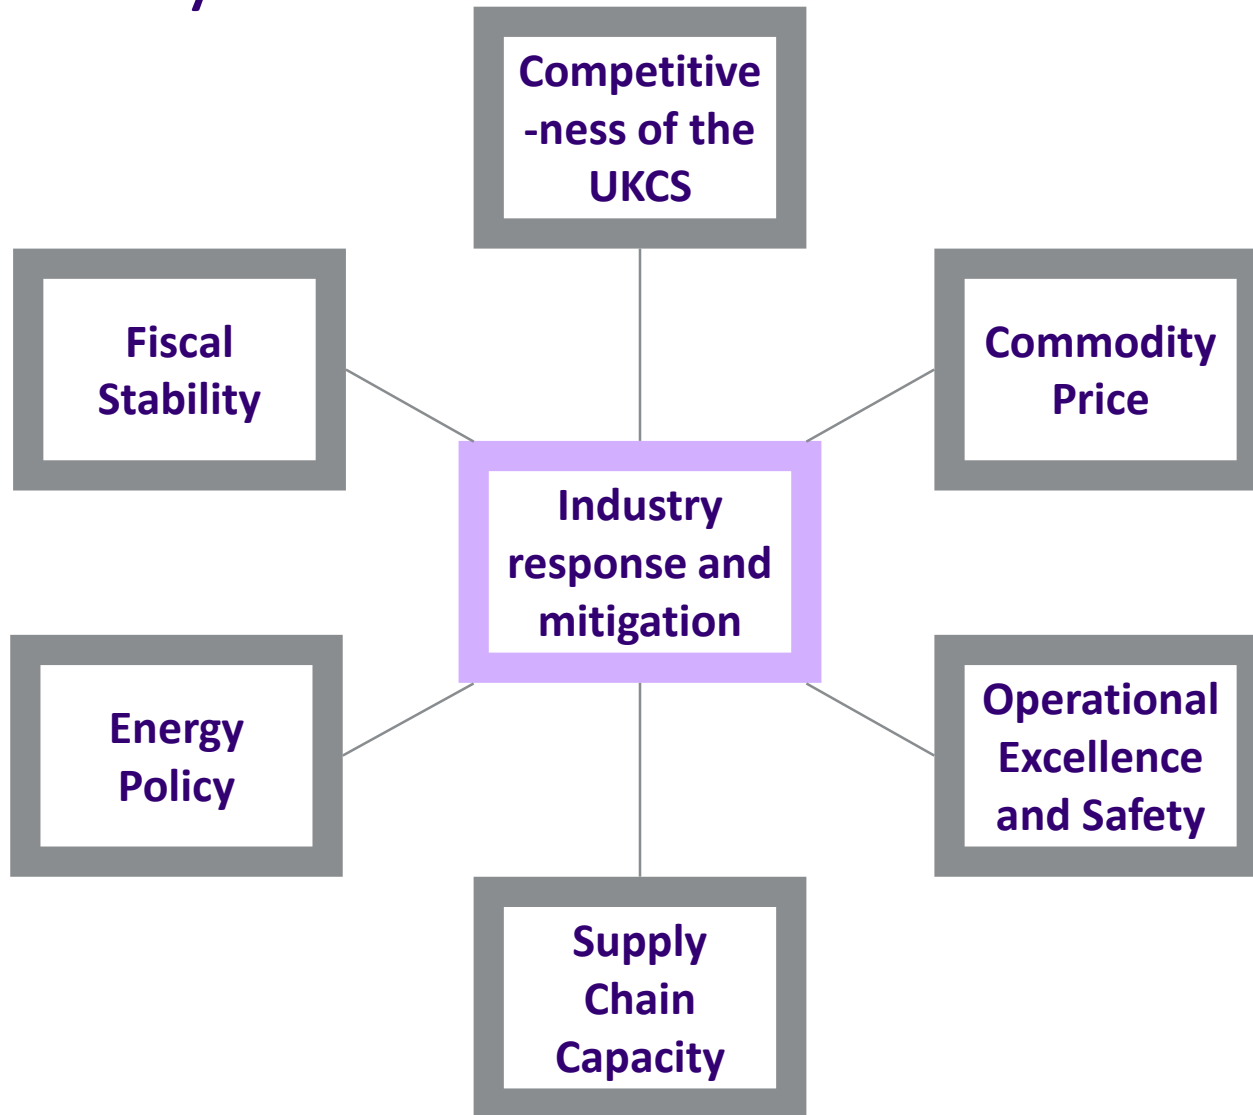 Competitive
-ness of the
UKCS
Fiscal
Stability
Commodity
Price
Industry
response and
mitigation
Energy
Policy
Operational
Excellence
and Safety
Supply
Chain
Capacity